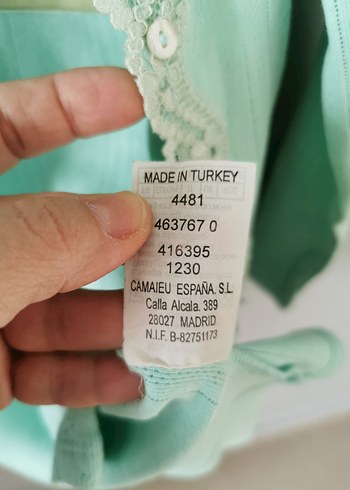 MADE IN TURKEY
4481
463767 0
416395
1230
CAMAIEU ESPAÑA. S.L.
Calla Alcala. 389
28027 MADRID
N.I.F. B-82751173